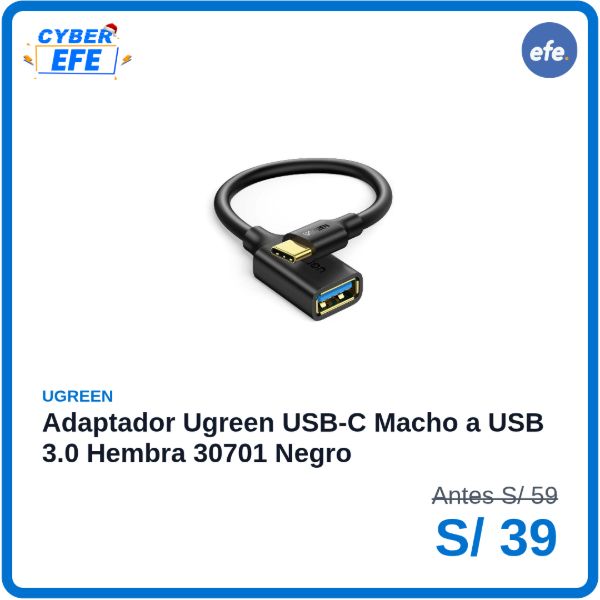 CYBER
EFE
efe.
UGREEN
Adaptador Ugreen USB-C Macho a USB
3.0 Hembra 30701 Negro
Antes S/ 59
S/ 39